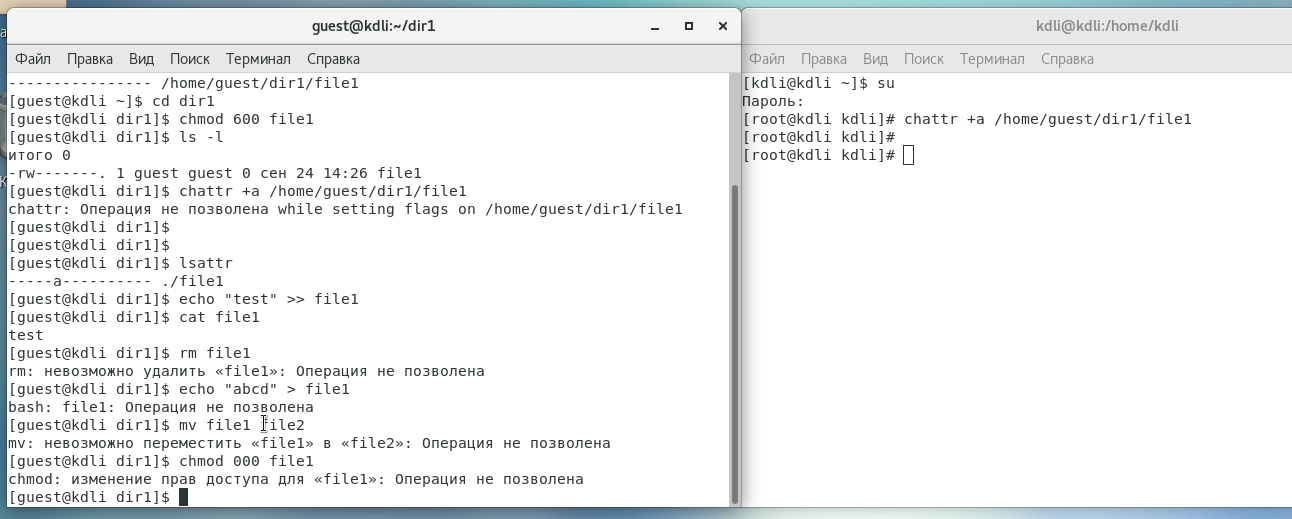 guest@kdli:~/dir1
Файл Правка Вид Поиск Терминал Справка
--------------- /home/guest/dir1/file1
[guest@kdli ~]$ cd dir1
[guest@kdli dir1]$ chmod 600 file1
[guest@kdli dir1]$ ls -l
итого 0
-rw-------. 1 guest guest 0 сен 24 14:26 file1
[guest@kdli dir1]$ chattr +a /home/guest/dir1/file1
chattr: Операция не позволена while setting flags on /home/guest/dir1/file1
[guest@kdli dir1]$
[guest@kdli dir1]$
[guest@kdli dir1]$ lsattr
-----a---------- ./file1
[guest@kdli dir1]$ echo "test" >> file1
[guest@kdli dir1]$ cat file1
test
[guest@kdli dir1]$ rm file1
rm: невозможно удалить «file1»: Операция не позволена
[guest@kdli dir1]$ echo "abcd" > file1
bash: file1: Операция не позволена
[guest@kdli dir1]$ mv file1 file2
mv: невозможно переместить «file1» в «file2»: Операция не позволена
[guest@kdli dir1]$ chmod 000 file1
chmod: изменение прав доступа для «file1»: Операция не позволена
[guest@kdli dir1]$
kdli@kdli:/home/kdli
Файл Правка Вид Поиск Терминал Справка
[kdli@kdli ~]$ su
Пароль:
[root@kdli kdli]# chattr +a /home/guest/dir1/file1
[root@kdli kdli]#
[root@kdli kdli]#